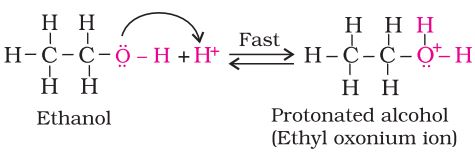 H H H
H – C – C – Ö – H + H⁺ Fast ⇌ H – C – C – O⁺ – H
H H H H
Ethanol Protonated alcohol
(Ethyl oxonium ion)